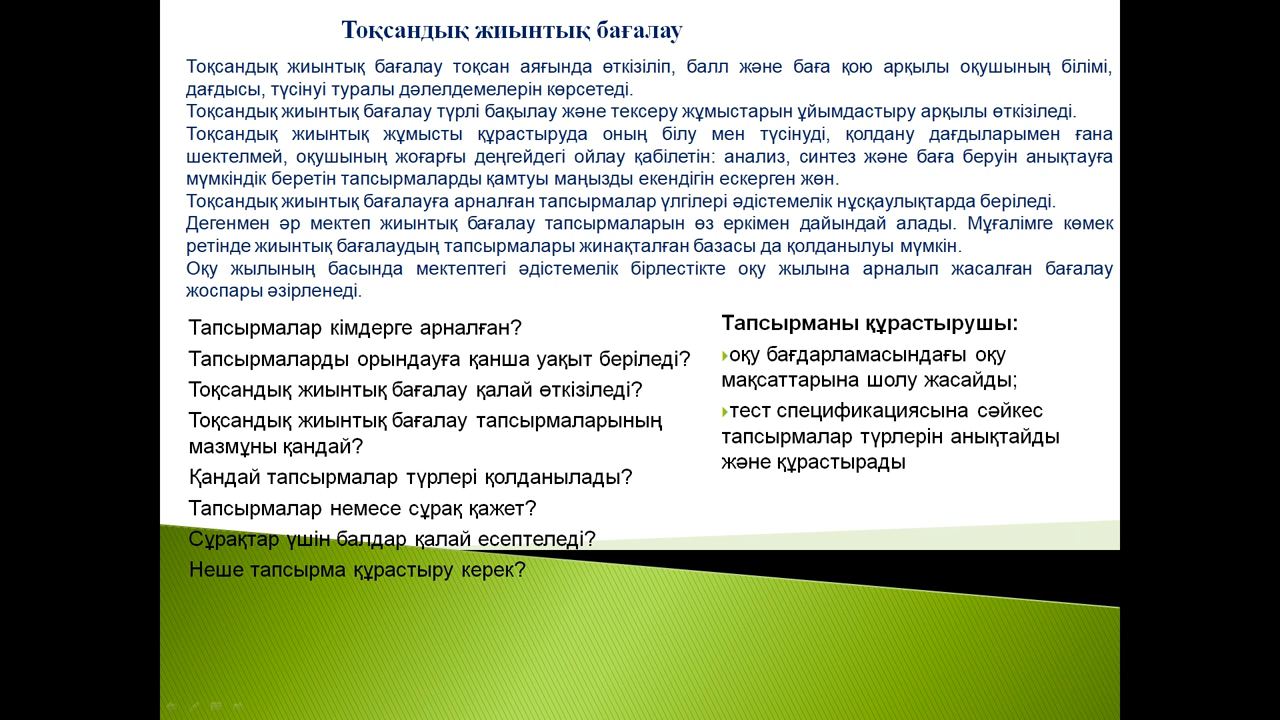 Тоқсандық жиынтық бағалау
Тоқсандық жиынтық бағалау тоқсан аяғында өткізіліп, балл және баға қою арқылы оқушының білімі,
дағдысы, түсінуі туралы дәлелдемелерін көрсетеді.
Тоқсандық жиынтық бағалау түрлі бақылау және тексеру жұмыстарын ұйымдастыру арқылы өткізіледі.
Тоқсандық жиынтық жұмысты құрастыруда оның білу мен түсінуді, қолдану дағдыларымен ғана
шектелмей, оқушының жоғарғы деңгейдегі ойлау қабілетін: анализ, синтез және баға беруін анықтауға
мүмкіндік беретін тапсырмаларды қамтуы маңызды екендігін ескерген жөн.
Тоқсандық жиынтық бағалауға арналған тапсырмалар үлгілері әдістемелік нұсқаулықтарда беріледі.
Дегенмен әр мектеп жиынтық бағалау тапсырмаларын өз еркімен дайындай алады. Мұғалімге көмек
ретінде жиынтық бағалаудың тапсырмалары жинақталған базасы да қолданылуы мүмкін.
Оқу жылының басында мектептегі әдістемелік бірлестікте оқу жылына арналып жасалған бағалау
жоспары әзірленеді.
Тапсырмалар кімдерге арналған?
Тапсырмаларды орындауға қанша уақыт беріледі?
Тоқсандық жиынтық бағалау қалай өткізіледі?
Тоқсандық жиынтық бағалау тапсырмаларының
мазмұны қандай?
Қандай тапсырмалар түрлері қолданылады?
Тапсырмалар немесе сұрақ қажет?
Сұрақтар үшін балдар қалай есептеледі?
Неше тапсырма құрастыру керек?
Тапсырманы құрастырушы:
оқу бағдарламасындағы оқу
мақсаттарына шолу жасайды;
тест спецификациясына сәйкес
тапсырмалар түрлерін анықтайды
және құрастырады